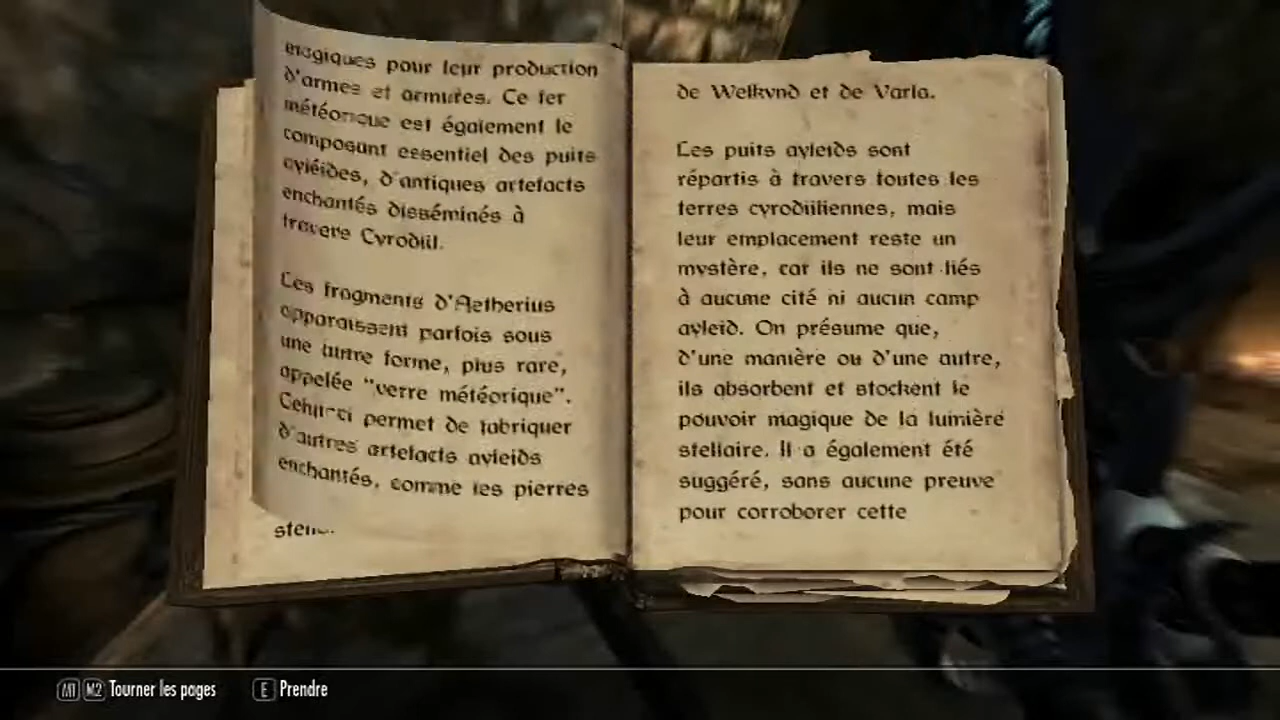 magiques pour leur production
d'armes et armures. Ce fer
météorique est également le
composant essentiel des puits
ayléides, d'antiques artefacts
enchantés disséminés à
travers Cyrodiil.
Les fragments d'Aetherius
apparaissent parfois sous
une autre forme, plus rare,
appelée "verre météorique".
Celui-ci permet de fabriquer
d'autres artefacts ayleids
enchantés, comme les pierres
de Welkynd et de Varla.
Les puits ayleids sont
répartis à travers toutes les
terres cyrodiiliennes, mais
leur emplacement reste un
mystère, car ils ne sont liés
à aucune cité ni aucun camp
ayleid. On présume que,
d'une manière ou d'une autre,
ils absorbent et stockent le
pouvoir magique de la lumière
stellaire. Il a également été
suggéré, sans aucune preuve
pour corroborer cette
M1 M2 Tourner les pages E Prendre